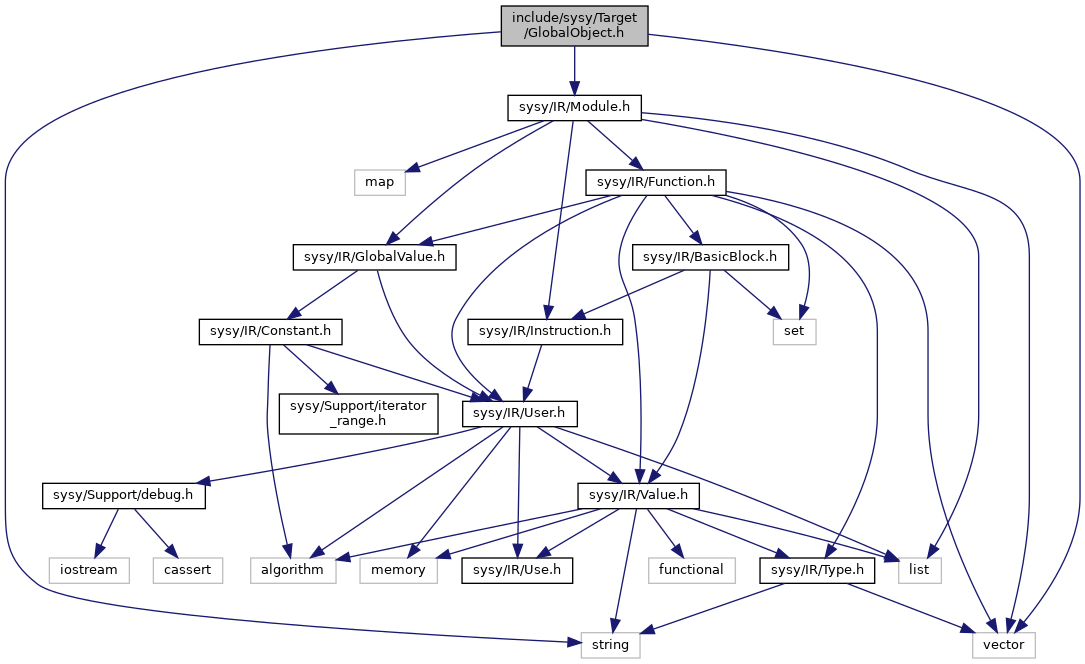 include/sysy/Target
/GlobalObject.h
sysy/IR/Module.h
map
sysy/IR/Function.h
sysy/IR/GlobalValue.h
sysy/IR/BasicBlock.h
sysy/IR/Constant.h
sysy/IR/Instruction.h
set
sysy/Support/iterator
_range.h
sysy/IR/User.h
sysy/Support/debug.h
sysy/IR/Value.h
iostream
cassert
algorithm
memory
sysy/IR/Use.h
functional
sysy/IR/Type.h
list
string
vector